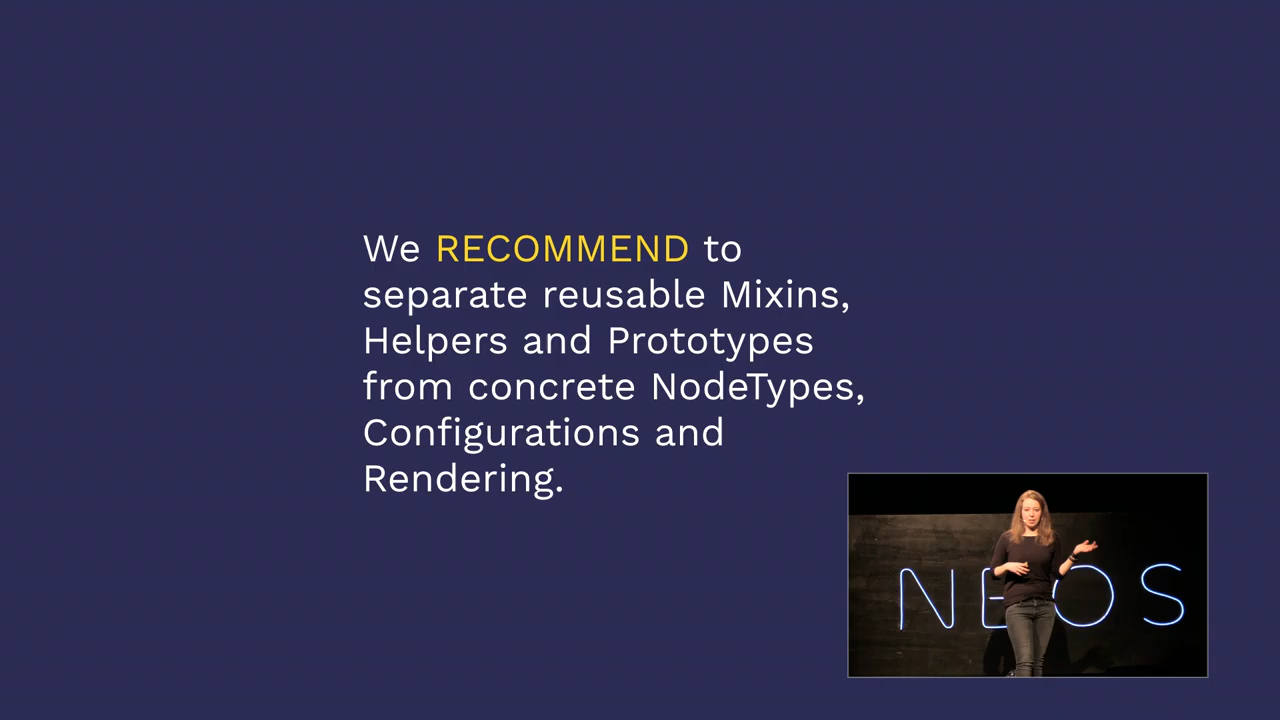 We RECOMMEND to
separate reusable Mixins,
Helpers and Prototypes
from concrete NodeTypes,
Configurations and
Rendering.
NEOS